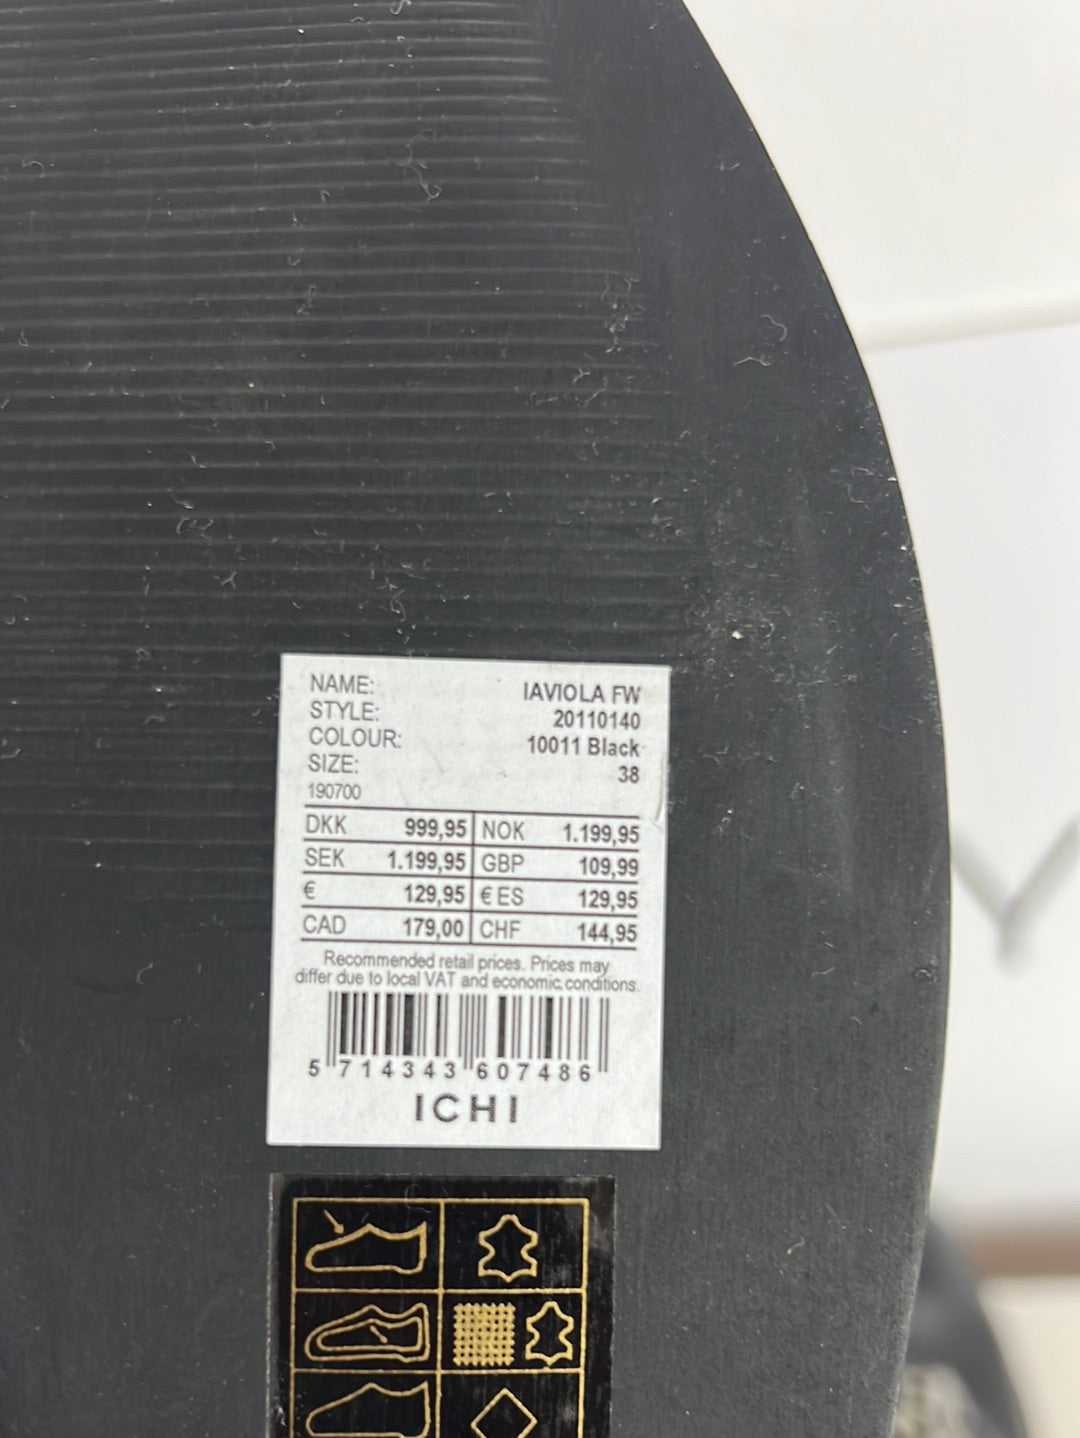 NAME: IAVIOLA FW
STYLE: 20110140
COLOUR: 10011 Black
SIZE: 38
190700
DKK 999,95 NOK 1.199,95
SEK 1.199,95 GBP 109,99
€ 129,95 € ES 129,95
CAD 179,00 CHF 144,95
Recommended retail prices. Prices may
differ due to local VAT and economic conditions.
5 714343 607486
ICHI